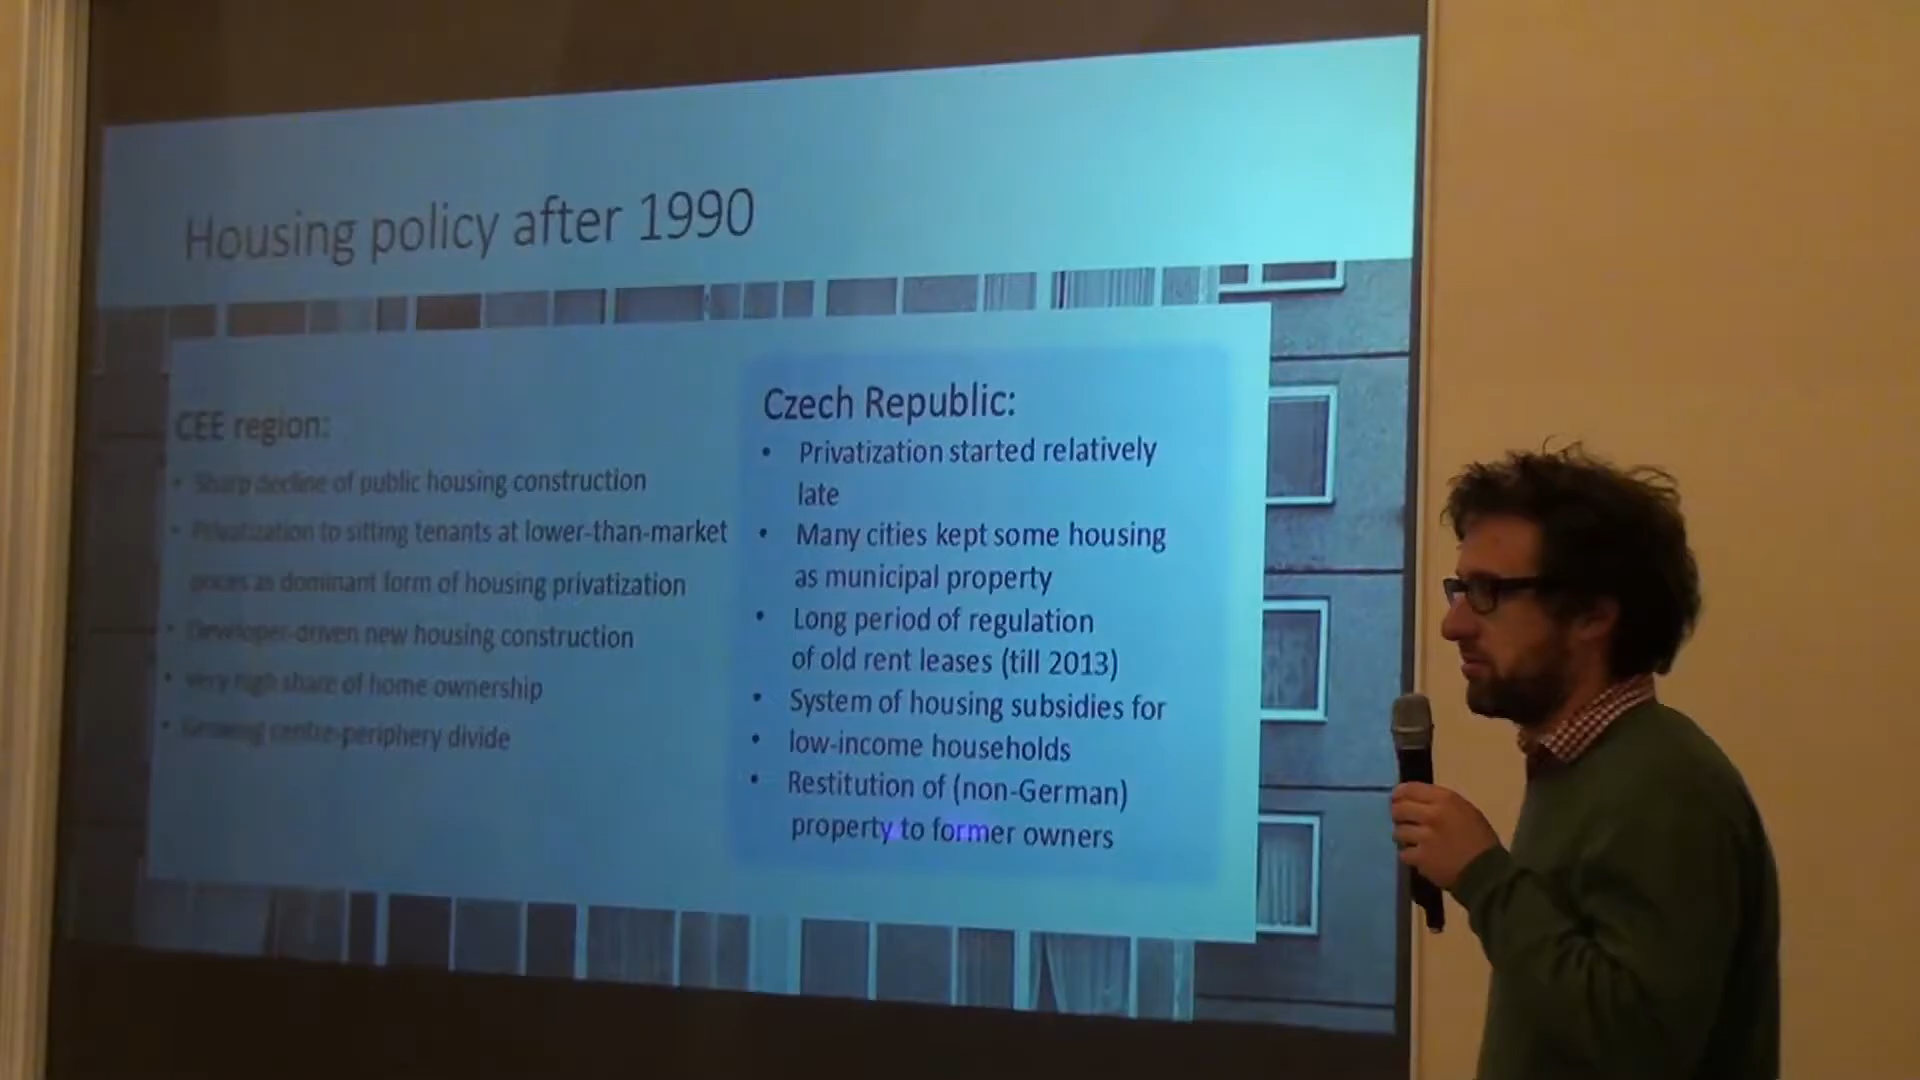 Housing policy after 1990
CEE region:
• Sharp decline of public housing construction
• Privatization to sitting tenants at lower-than-market
prices as dominant form of housing privatization
• Developer-driven new housing construction
• very high share of home ownership
• Growing centre-periphery divide
Czech Republic:
• Privatization started relatively
late
• Many cities kept some housing
as municipal property
• Long period of regulation
of old rent leases (till 2013)
• System of housing subsidies for
• low-income households
• Restitution of (non-German)
property to former owners